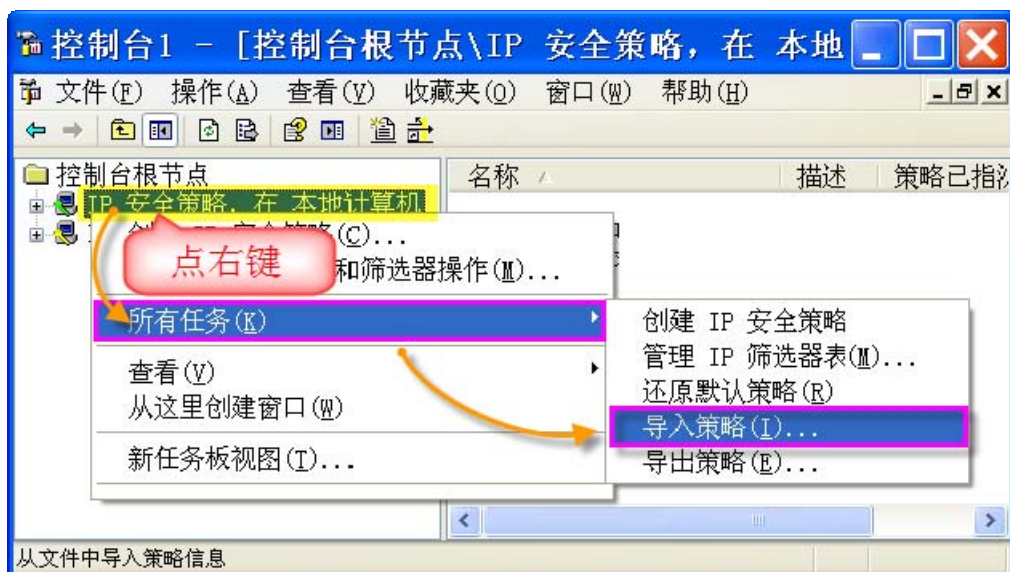 控制台1 - [控制台根节点\IP 安全策略，在 本地
文件(F) 操作(A) 查看(V) 收藏夹(O) 窗口(W) 帮助(H)
控制台根节点
名称 描述 策略已指
IP 安全策略，在 本地计算机
(C)...
点右键
和筛选器操作(M)...
所有任务(K)
创建 IP 安全策略
管理 IP 筛选器表(M)...
查看(V)
还原默认策略(R)
从这里创建窗口(W)
导入策略(I)...
新任务板视图(T)...
导出策略(E)...
从文件中导入策略信息